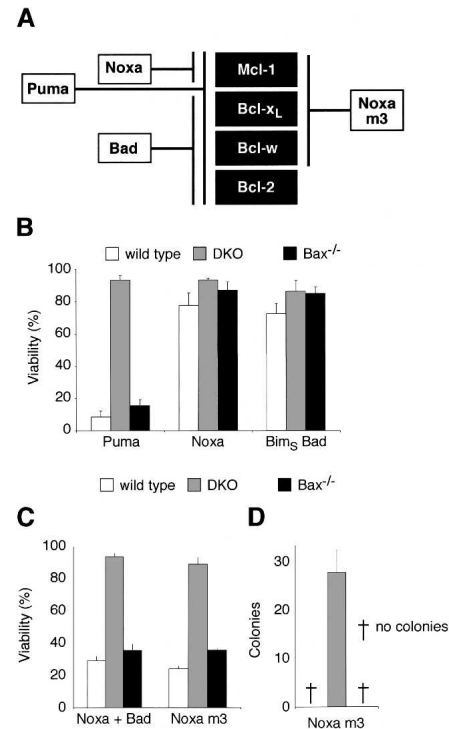 A
Noxa
Puma
Bad
Mcl-1
Bcl-xL
Bcl-w
Bcl-2
Noxa
m3
B
wild type DKO Bax-/-
Viability (%)
100
80
60
40
20
0
Puma Noxa BimS Bad
wild type DKO Bax-/-
C
Viability (%)
100
80
60
40
20
0
Noxa + Bad Noxa m3
D
Colonies
30
20
10
0
† no colonies
† †
Noxa m3